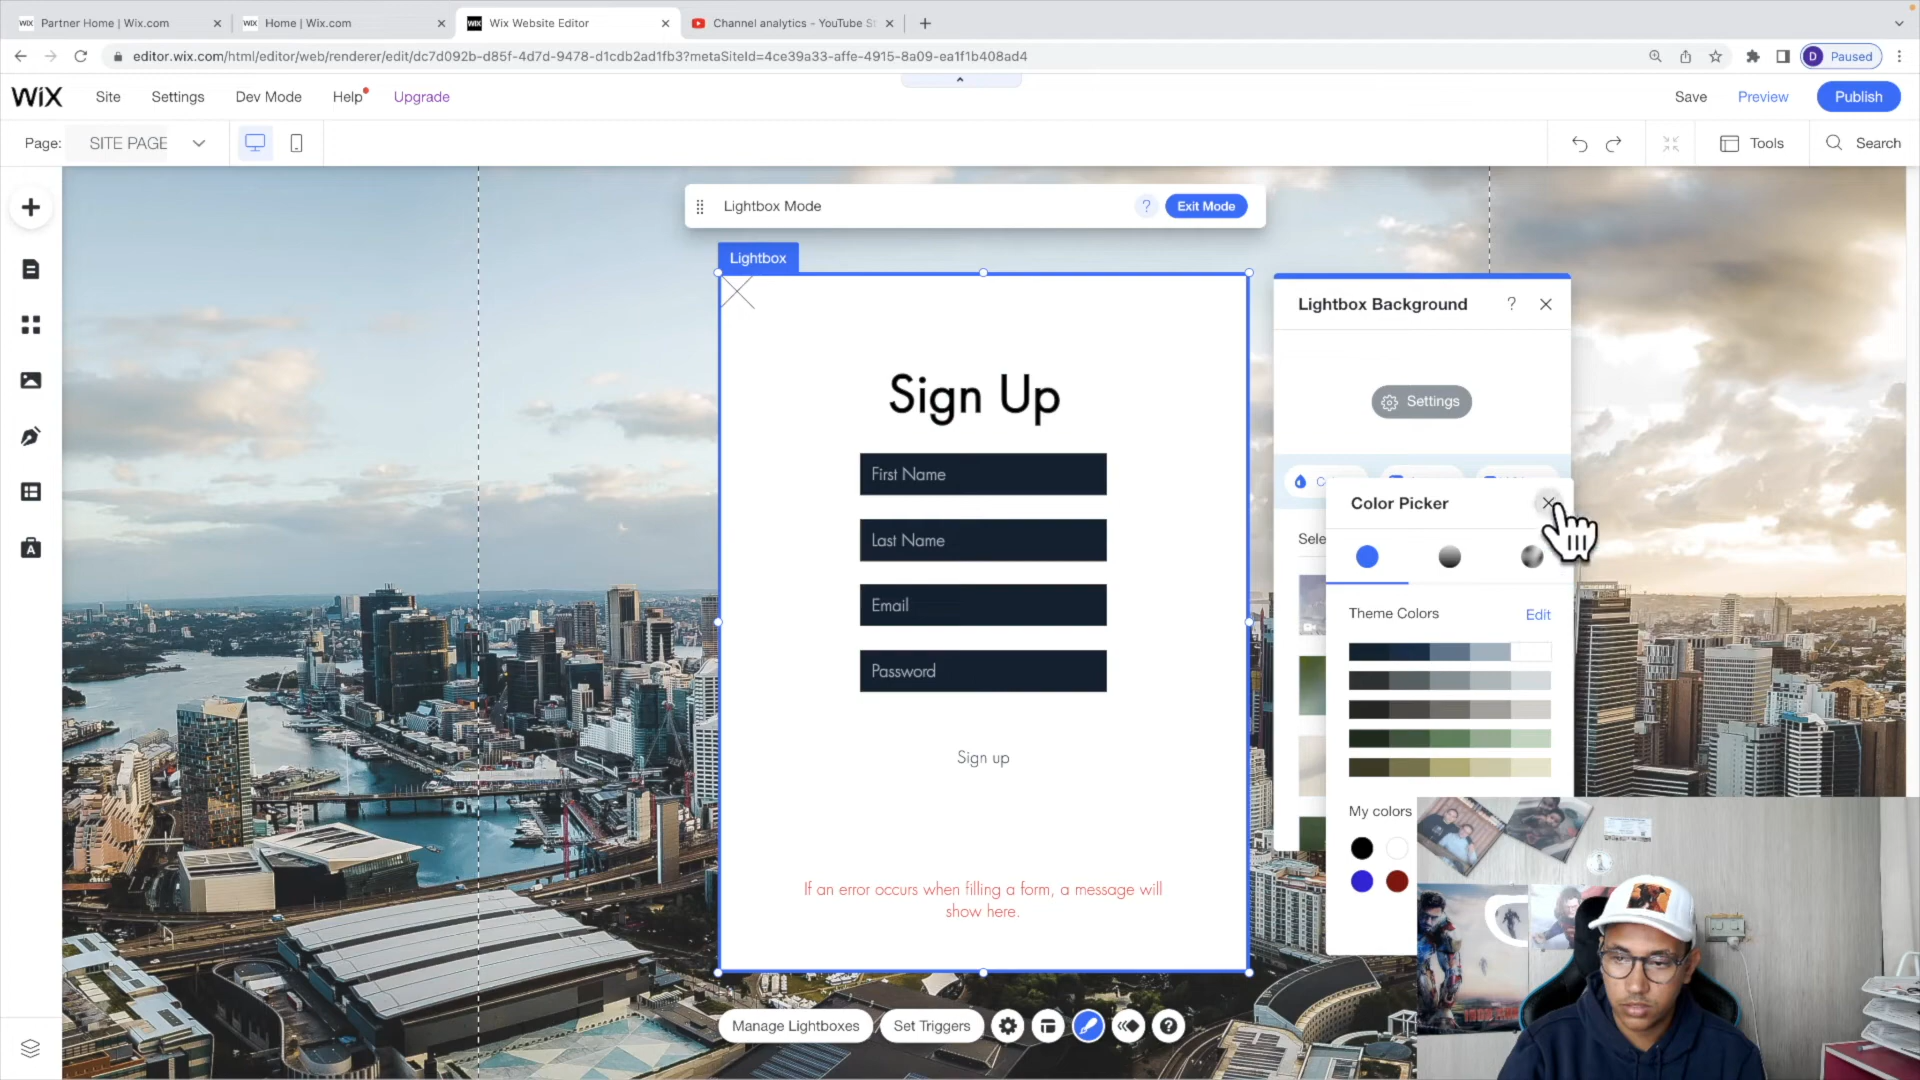 WIX Partner Home | Wix.com
WIX Home | Wix.com
WIX Wix Website Editor
Channel analytics - YouTube St
editor.wix.com/html/editor/web/renderer/edit/dc7d092b-d85f-4d7d-9478-d1cdb2ad1fb3?metaSiteId=4ce39a33-affe-4915-8a09-ea1f1b408ad4
D Paused
WiX Site Settings Dev Mode Help Upgrade
Save Preview Publish
Page: SITE PAGE
Tools Search
Lightbox Mode ? Exit Mode
Lightbox
Sign Up
First Name
Last Name
Email
Password
Sign up
If an error occurs when filling a form, a message will
show here.
Lightbox Background ?
Settings
C
Sele
Color Picker
Theme Colors Edit
My colors
A
Manage Lightboxes Set Triggers ?